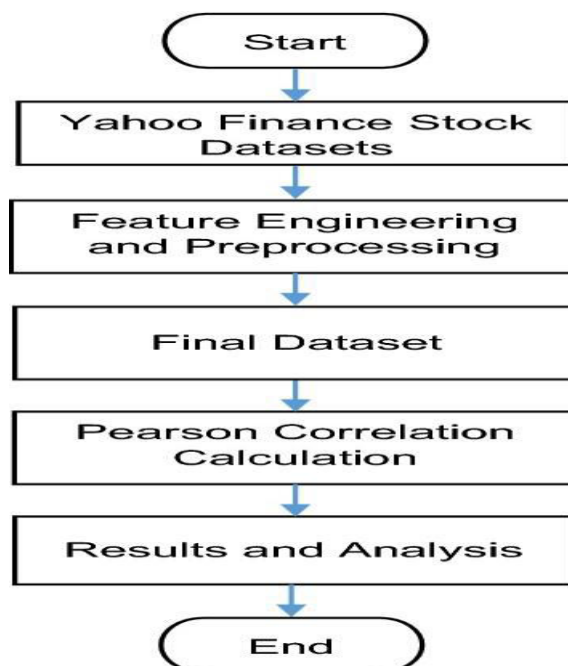 Start
Yahoo Finance Stock
Datasets
Feature Engineering
and Preprocessing
Final Dataset
Pearson Correlation
Calculation
Results and Analysis
End